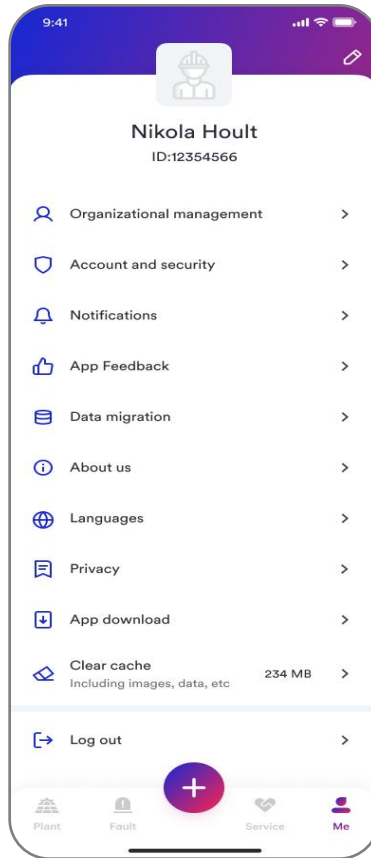 9:41
Nikola Hoult
ID:12354566
Organizational management
Account and security
Notifications
App Feedback
Data migration
About us
Languages
Privacy
App download
Clear cache
234 MB
Including images, data, etc
Log out
Plant
Fault
Service
Me